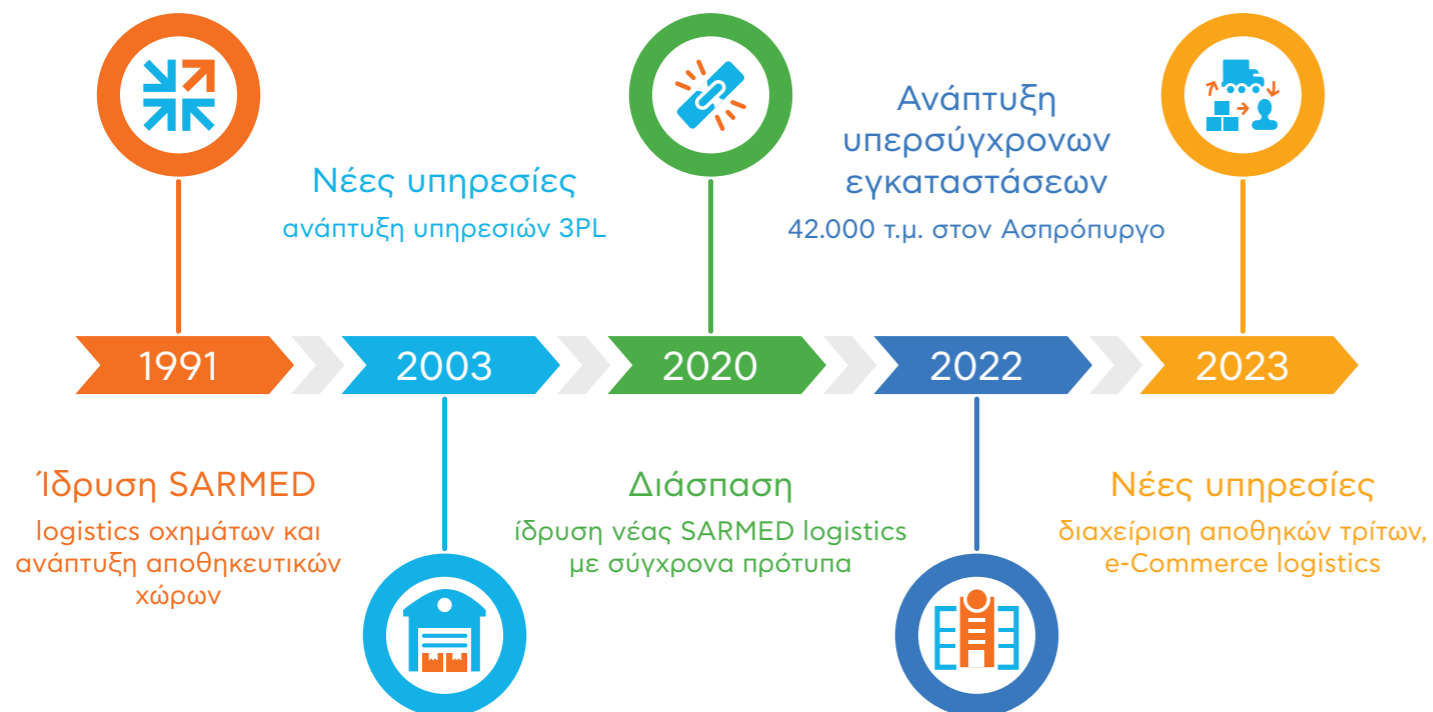 Νέες υπηρεσίες
ανάπτυξη υπηρεσιών 3PL
Ανάπτυξη
υπερσύγχρονων
εγκαταστάσεων
42.000 τ.μ. στον Ασπρόπυργο
1991
2003
2020
2022
2023
Ίδρυση SARMED
logistics οχημάτων και
ανάπτυξη αποθηκευτικών
χώρων
Διάσπαση
ίδρυση νέας SARMED logistics
με σύγχρονα πρότυπα
Νέες υπηρεσίες
διαχείριση αποθηκών τρίτων,
e-Commerce logistics